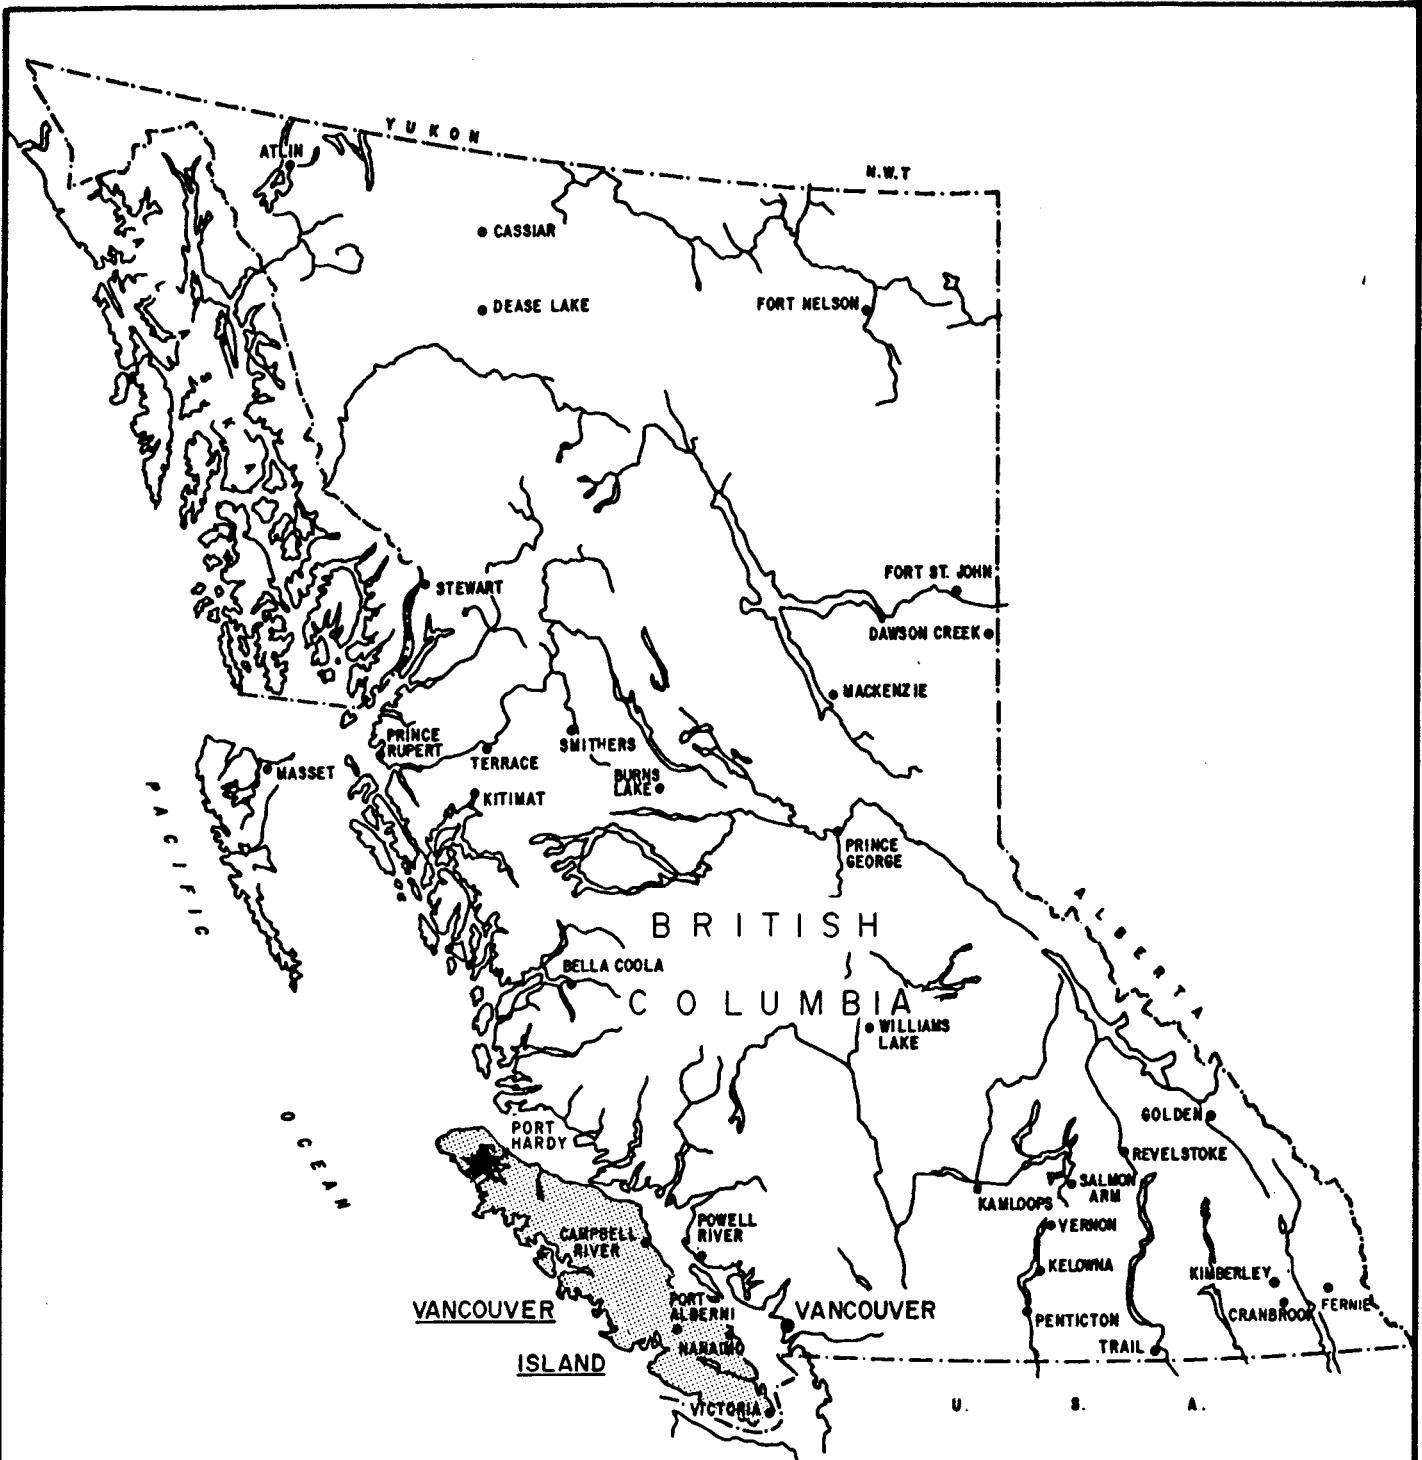 YUKON
N.W.T
ATLIN
CASSIAR
DEASE LAKE
FORT NELSON
ALASKA
STEWART
FORT ST. JOHN
DAWSON CREEK
MACKENZIE
PRINCE
RUPERT
TERRACE
SMITHERS
MASSET
KITIMAT
BURNS
LAKE
PRINCE
GEORGE
PACIFIC
OCEAN
ALBERTA
BRITISH
COLUMBIA
BELLA COOLA
WILLIAMS
LAKE
PORT
HARDY
GOLDEN
REVELSTOKE
SALMON
ARM
KAMLOOPS
CAMPBELL
RIVER
POWELL
RIVER
VERNON
KELOWNA
KIMBERLEY
CRANBROOK
FERNIE
PENTICTON
TRAIL
PORT
ALBERNI
NANAIMO
VANCOUVER
VANCOUVER
ISLAND
VICTORIA
U. S. A.